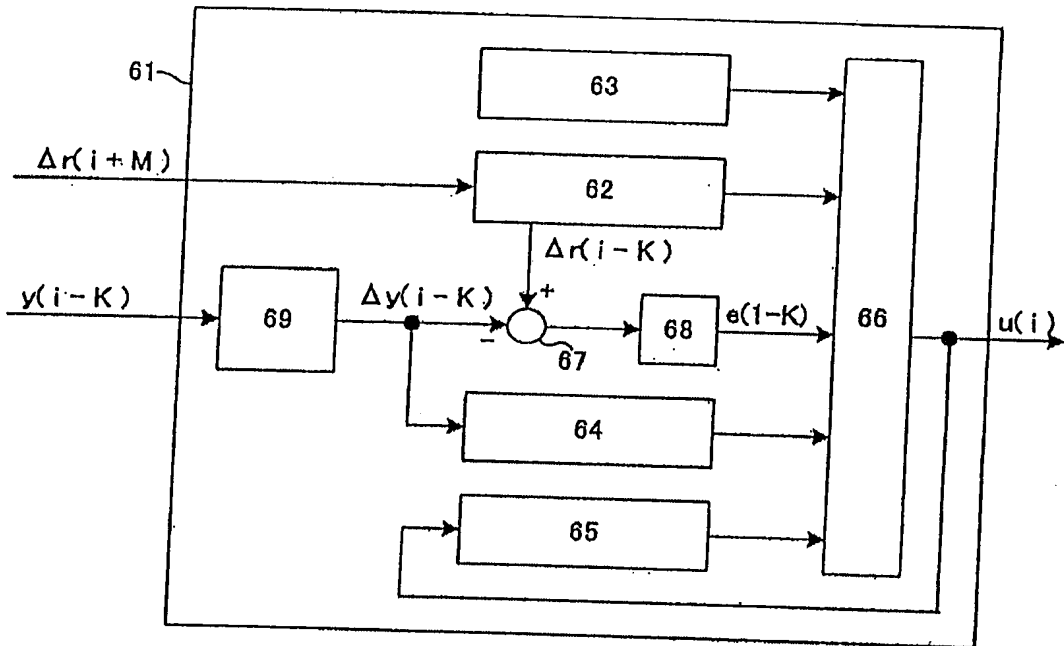 61
63
Δr(i+M)
62
Δr(i-K)
y(i-K)
69
Δy(i-K)
+
-
67
68
e(1-K)
66
u(i)
64
65